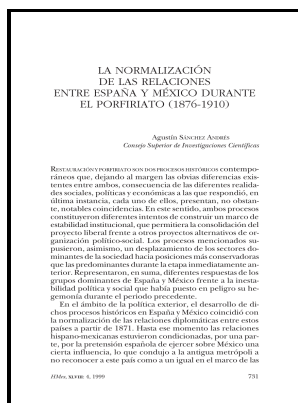 LA NORMALIZACIÓN
DE LAS RELACIONES
ENTRE ESPAÑA Y MÉXICO DURANTE
EL PORFIRIATO (1876-1910)
Agustín SÁNCHEZ ANDRÉS
Consejo Superior de Investigaciones Científicas
RESTAURACIÓN Y PORFIRIATO SON DOS PROCESOS HISTÓRICOS contempo-
ráneos que, dejando al margen las obvias diferencias exis-
tentes entre ambos, consecuencia de las diferentes realida-
des sociales, políticas y económicas a las que respondió, en
última instancia, cada uno de ellos, presentan, no obstan-
te, notables coincidencias. En este sentido, ambos procesos
constituyeron diferentes intentos de construir un marco de
estabilidad institucional, que permitiera la consolidación del
proyecto liberal frente a otros proyectos alternativos de or-
ganización político-social. Los procesos mencionados su-
pusieron, asimismo, un desplazamiento de los sectores do-
minantes de la sociedad hacia posiciones más conservadoras
que las predominantes durante la etapa inmediatamente an-
terior. Representaron, en suma, diferentes respuestas de los
grupos dominantes de España y México frente a la inesta-
bilidad política y social que había puesto en peligro su he-
gemonía durante el periodo precedente.
En el ámbito de la política exterior, el desarrollo de di-
chos procesos históricos en España y México coincidió con
la normalización de las relaciones diplomáticas entre estos
países a partir de 1871. Hasta ese momento las relaciones
hispano-mexicanas estuvieron condicionadas, por una par-
te, por la pretensión española de ejercer sobre México una
cierta influencia, lo que condujo a la antigua metrópoli a
no reconocer a este país como a un igual en el marco de las
HMex, XLVIII: 4, 1999
731